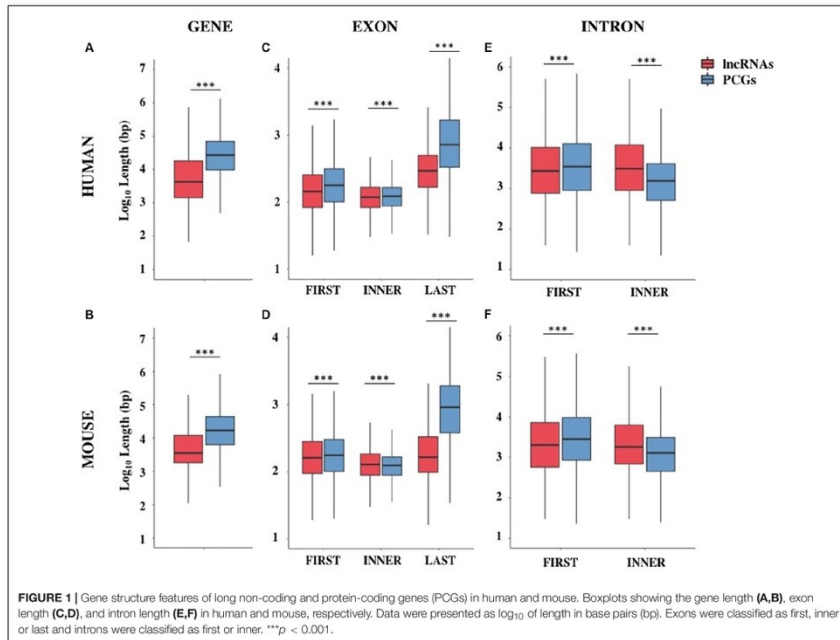 GENE EXON INTRON
A C E
*** *** *** *** *** ***
lncRNAs
PCGs
HUMAN
Log10 Length (bp)
7
6
5
4
3
2
1
4
3
2
1
6
5
4
3
2
1
FIRST INNER LAST FIRST INNER
B D F
*** *** *** *** *** ***
MOUSE
Log10 Length (bp)
7
6
5
4
3
2
1
4
3
2
1
6
5
4
3
2
1
FIRST INNER LAST FIRST INNER
FIGURE 1 | Gene structure features of long non-coding and protein-coding genes (PCGs) in human and mouse. Boxplots showing the gene length (A,B), exon
length (C,D), and intron length (E,F) in human and mouse, respectively. Data were presented as log10 of length in base pairs (bp). Exons were classified as first, inner
or last and introns were classified as first or inner. ***p < 0.001.